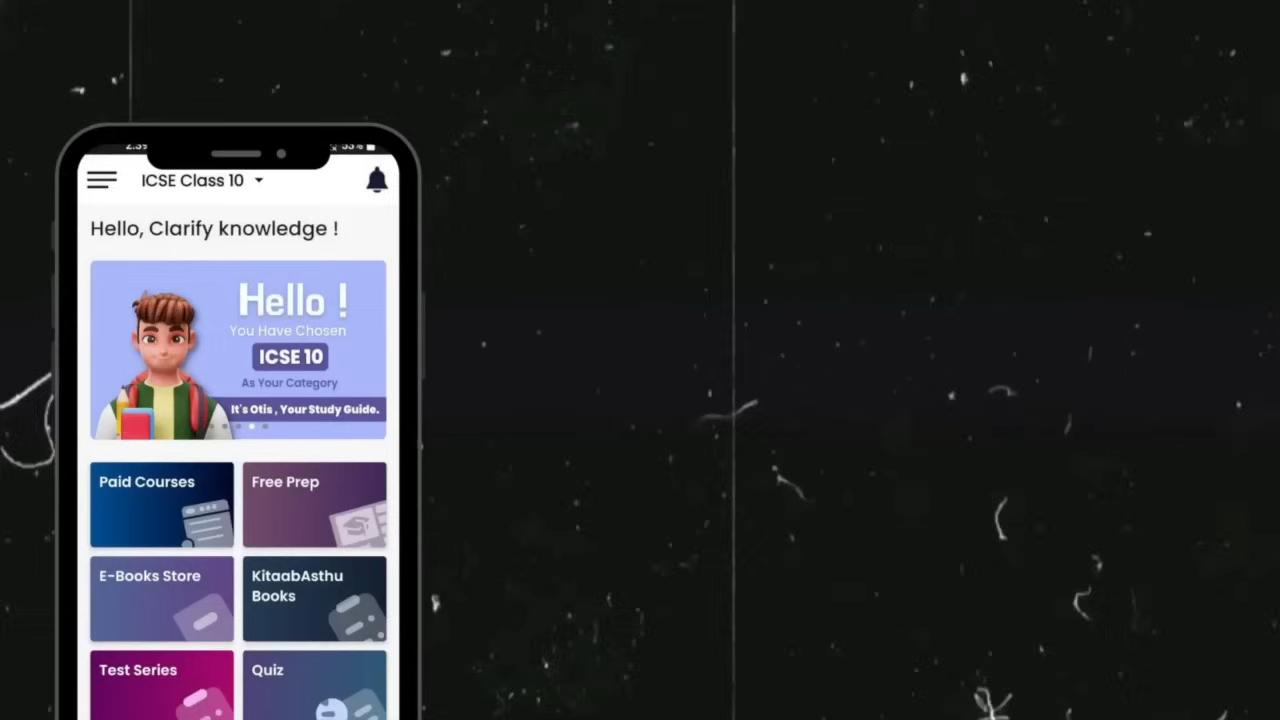 ICSE Class 10
Hello, Clarify knowledge !
Hello !
You Have Chosen
ICSE 10
As Your Category
It's Otis , Your Study Guide.
Paid Courses
Free Prep
E-Books Store
KitaabAsthu
Books
Test Series
Quiz